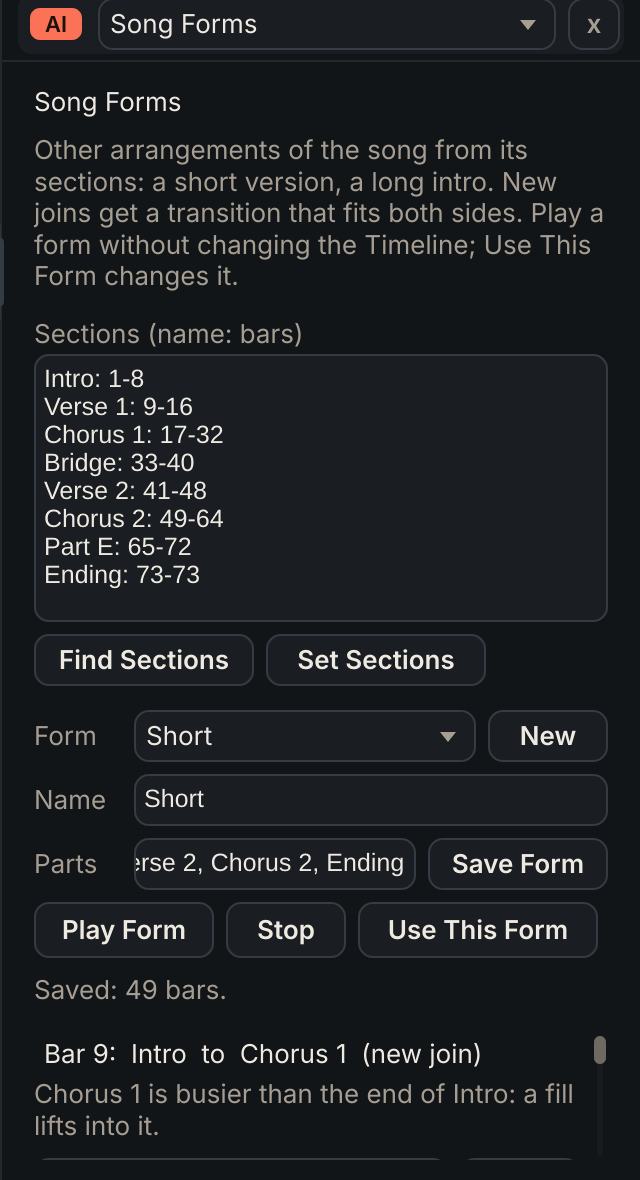 AI Song Forms x
Song Forms
Other arrangements of the song from its
sections: a short version, a long intro. New
joins get a transition that fits both sides. Play a
form without changing the Timeline; Use This
Form changes it.
Sections (name: bars)
Intro: 1-8
Verse 1: 9-16
Chorus 1: 17-32
Bridge: 33-40
Verse 2: 41-48
Chorus 2: 49-64
Part E: 65-72
Ending: 73-73
Find Sections Set Sections
Form Short New
Name Short
Parts erse 2, Chorus 2, Ending Save Form
Play Form Stop Use This Form
Saved: 49 bars.
Bar 9: Intro to Chorus 1 (new join)
Chorus 1 is busier than the end of Intro: a fill
lifts into it.